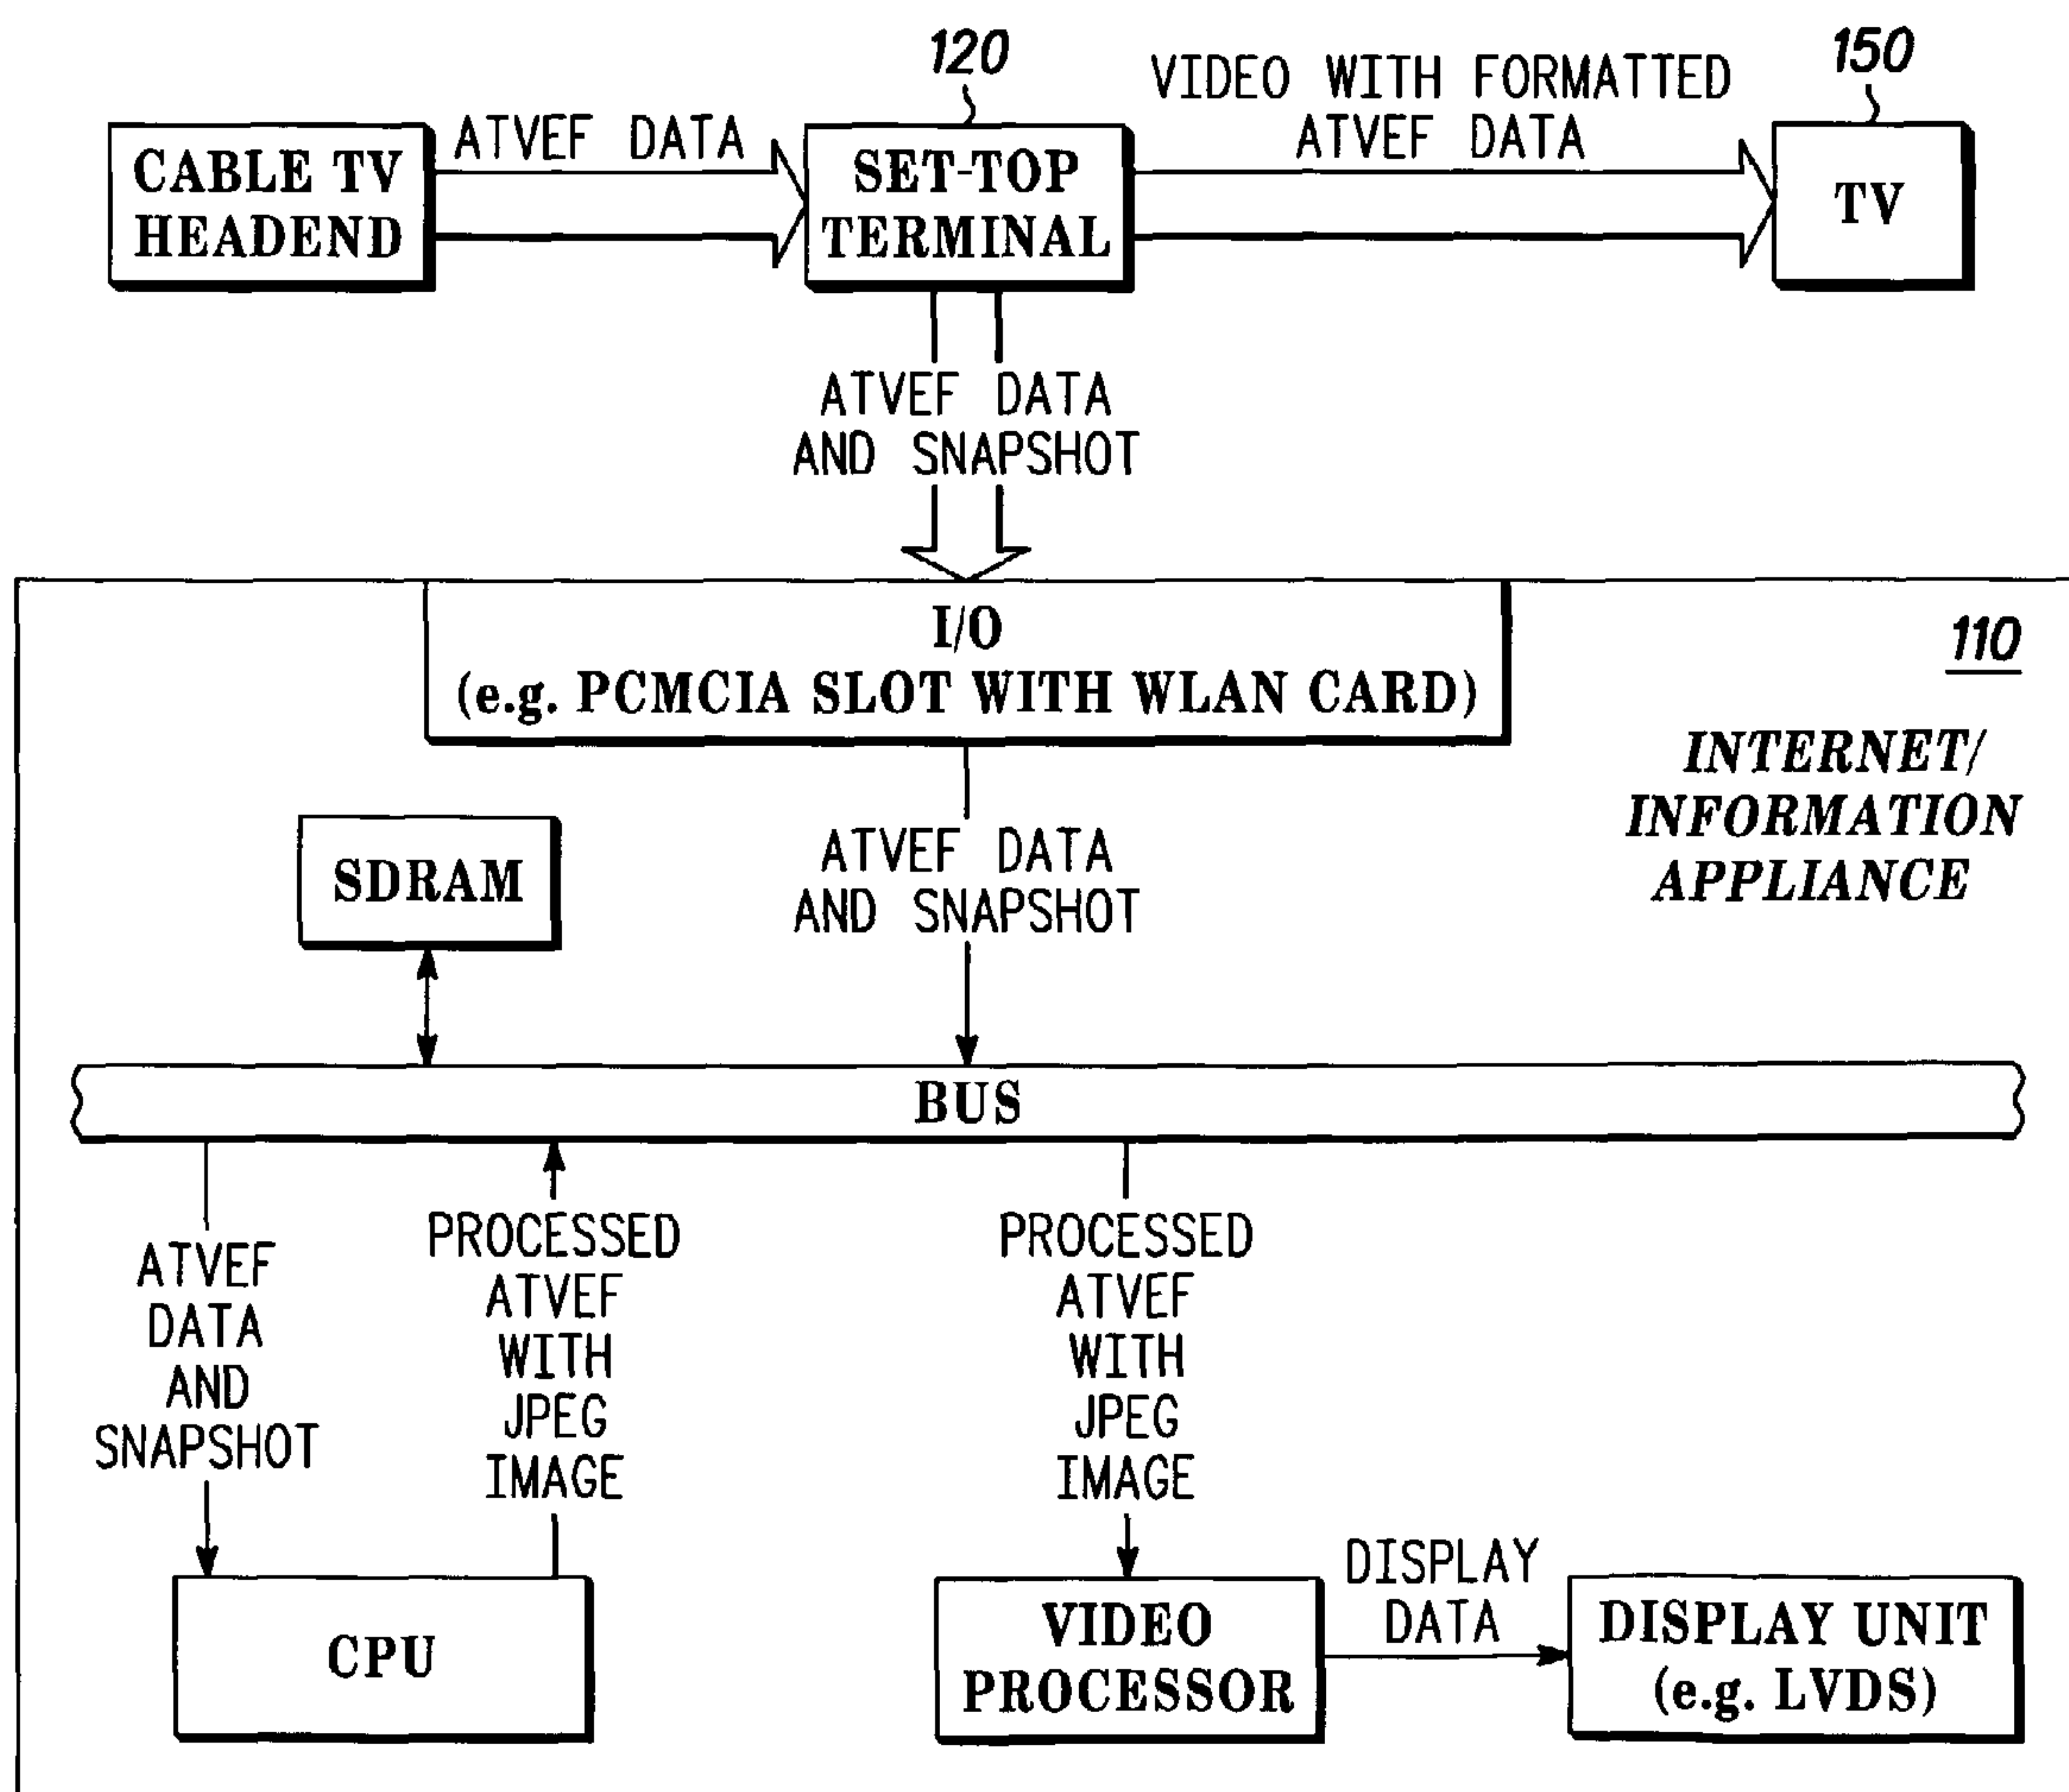 120
150
VIDEO WITH FORMATTED
ATVEF DATA
ATVEF DATA
CABLE TV
HEADEND
SET-TOP
TERMINAL
TV
ATVEF DATA
AND SNAPSHOT
I/O
(e.g. PCMCIA SLOT WITH WLAN CARD)
110
INTERNET/
INFORMATION
APPLIANCE
SDRAM
ATVEF DATA
AND SNAPSHOT
BUS
ATVEF
DATA
AND
SNAPSHOT
PROCESSED
ATVEF
WITH
JPEG
IMAGE
PROCESSED
ATVEF
WITH
JPEG
IMAGE
CPU
VIDEO
PROCESSOR
DISPLAY
DATA
DISPLAY UNIT
(e.g. LVDS)